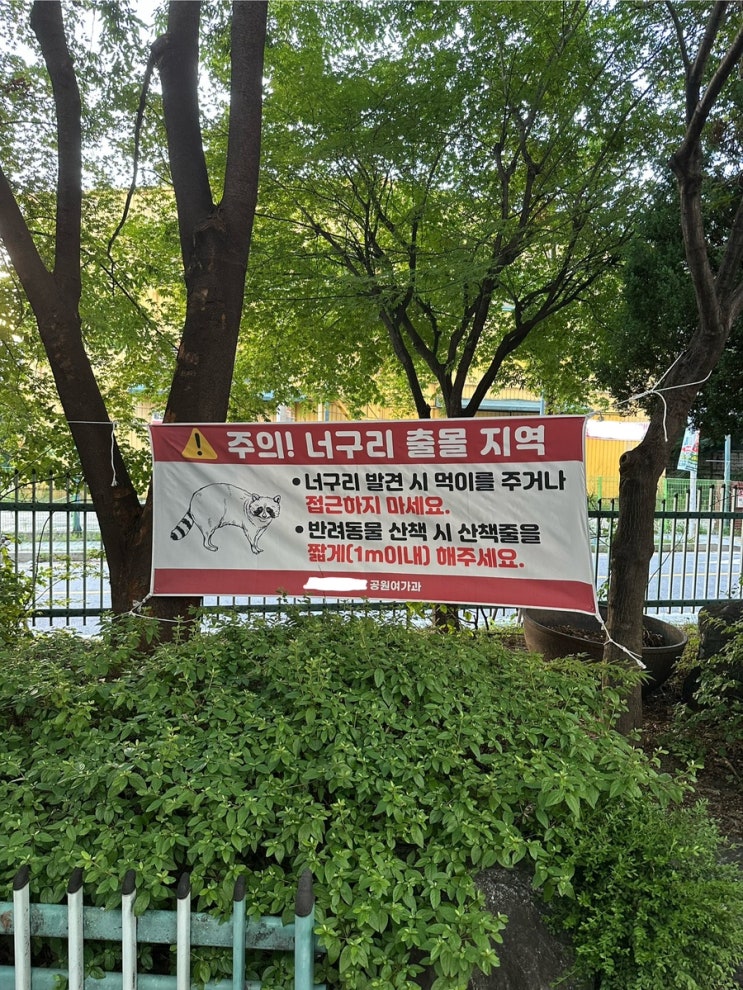 주의! 너구리 출몰 지역
• 너구리 발견 시 먹이를 주거나
접근하지 마세요.
• 반려동물 산책 시 산책줄을
짧게(1m이내) 해주세요.
공원여가과